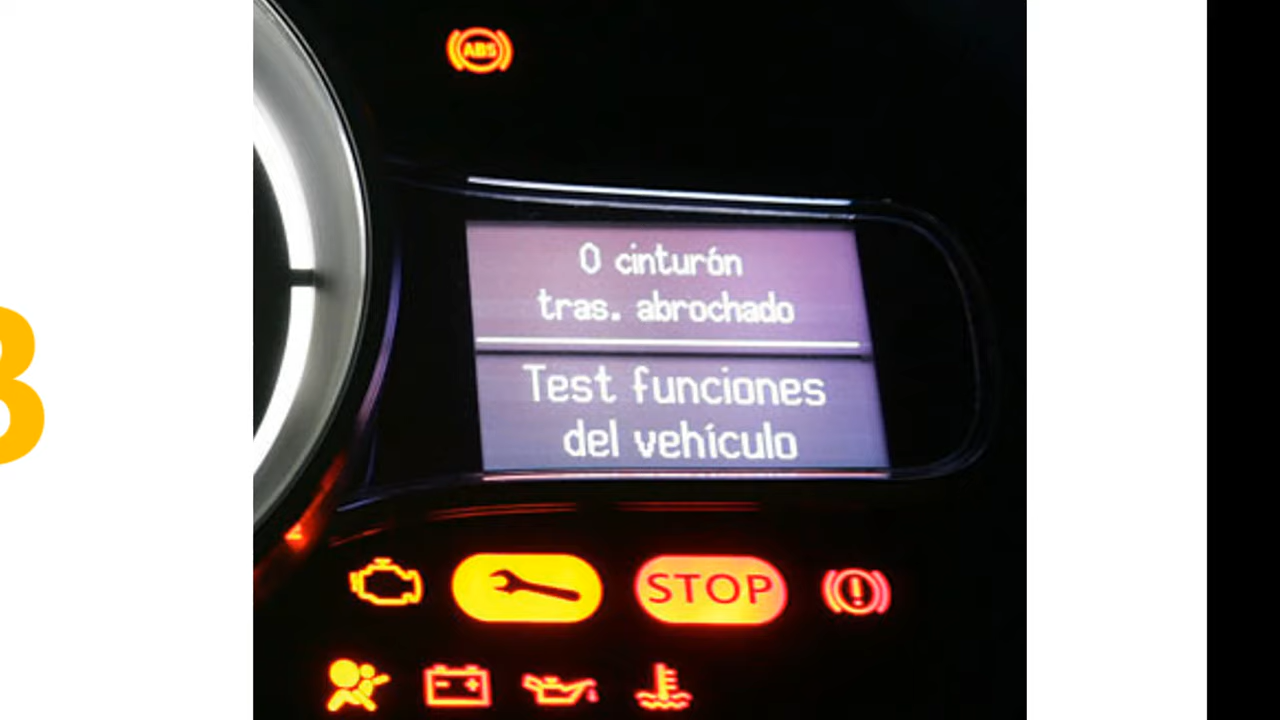 ABS
0 cinturón
tras. abrochado
Test funciones
del vehículo
STOP